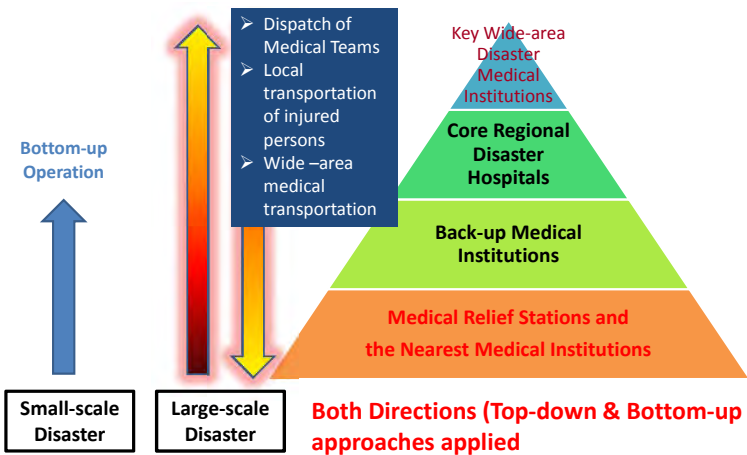 ➢ Dispatch of
Medical Teams
➢ Local
transportation
of injured
persons
➢ Wide –area
medical
transportation
Key Wide-area
Disaster
Medical
Institutions
Core Regional
Disaster
Hospitals
Bottom-up
Operation
Back-up Medical
Institutions
Medical Relief Stations and
the Nearest Medical Institutions
Small-scale
Disaster
Large-scale
Disaster
Both Directions (Top-down & Bottom-up
approaches applied